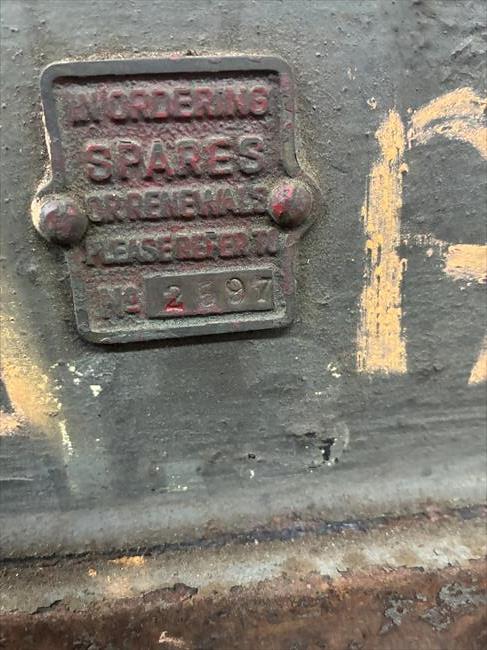 IN ORDERING
SPARES
OR RENEWALS
PLEASE REFER TO
No 2597
R